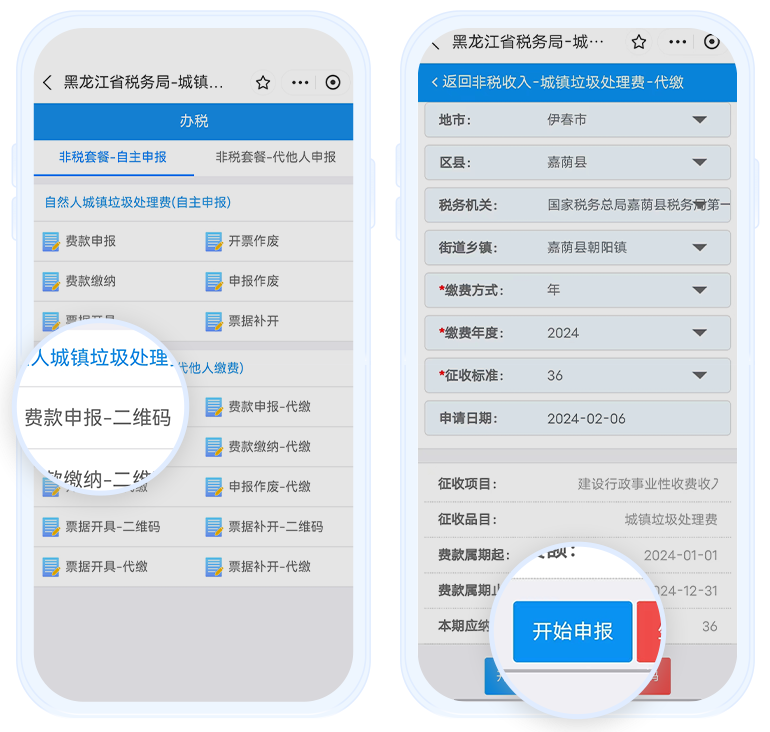 黑龙江省税务局-城镇...
办税
非税套餐-自主申报
非税套餐-代他人申报
自然人城镇垃圾处理费(自主申报)
费款申报
开票作废
费款缴纳
申报作废
票据开具
票据补开
人城镇垃圾处理
代他人缴费)
费款申报-二维码
费款申报-代缴
费款缴纳-代缴
款缴纳-二维
申报作废-代缴
票据开具-二维码
票据补开-二维码
票据开具-代缴
票据补开-代缴
黑龙江省税务局-城...
返回非税收入-城镇垃圾处理费-代缴
地市: 伊春市
区县: 嘉荫县
税务机关: 国家税务总局嘉荫县税务局第一
街道乡镇: 嘉荫县朝阳镇
*缴费方式: 年
*缴费年度: 2024
*征收标准: 36
申请日期: 2024-02-06
征收项目: 建设行政事业性收费收入
征收品目: 城镇垃圾处理费
费款属期起: 2024-01-01
费款属期止 24-12-31
本期应纳 36
开始申报